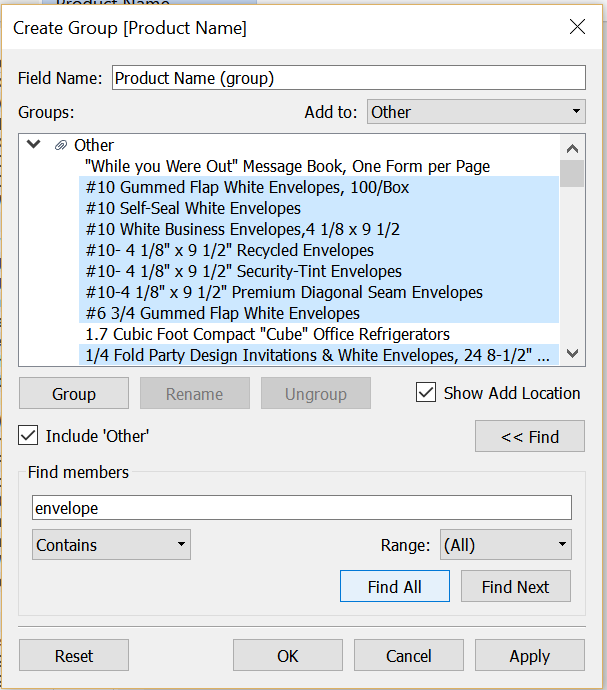 Product Name
Create Group [Product Name]
Field Name: Product Name (group)
Groups: Add to: Other
Other
"While you Were Out" Message Book, One Form per Page
#10 Gummed Flap White Envelopes, 100/Box
#10 Self-Seal White Envelopes
#10 White Business Envelopes,4 1/8 x 9 1/2
#10- 4 1/8" x 9 1/2" Recycled Envelopes
#10- 4 1/8" x 9 1/2" Security-Tint Envelopes
#10-4 1/8" x 9 1/2" Premium Diagonal Seam Envelopes
#6 3/4 Gummed Flap White Envelopes
1.7 Cubic Foot Compact "Cube" Office Refrigerators
1/4 Fold Party Design Invitations & White Envelopes, 24 8-1/2" ...
Group Rename Ungroup Show Add Location
Include 'Other' << Find
Find members
envelope
Contains Range: (All)
Find All Find Next
Reset OK Cancel Apply